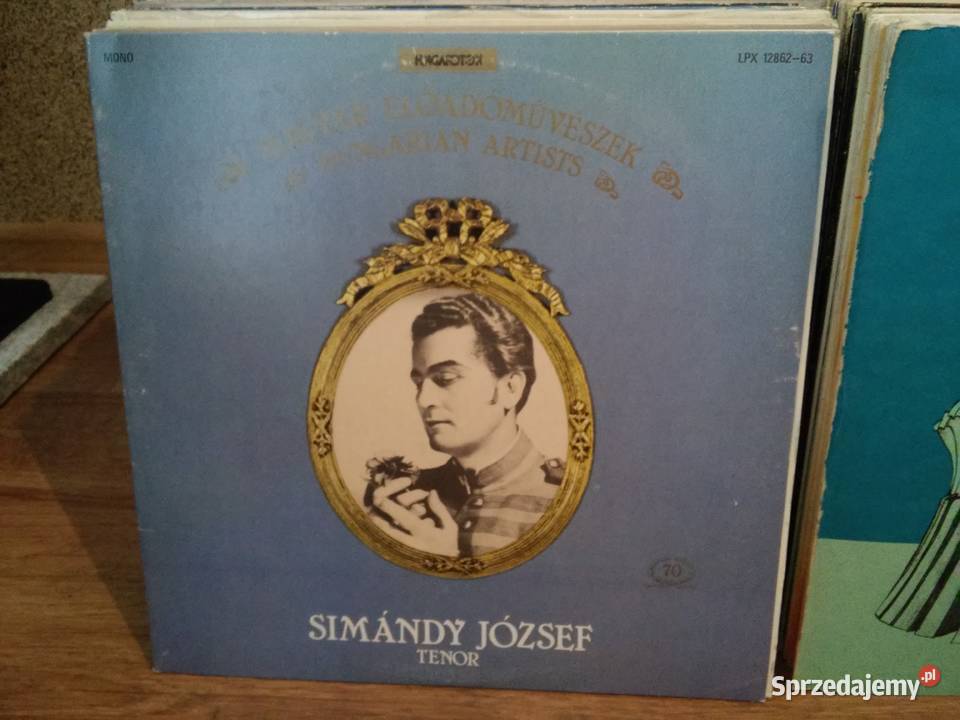 MONO
HUNGAROTON
LPX 12862-63
MAGYAR ELŐADÓMŰVÉSZEK
HUNGARIAN ARTISTS
70
SIMÁNDY JÓZSEF
TENOR
Sprzedajemy.pl